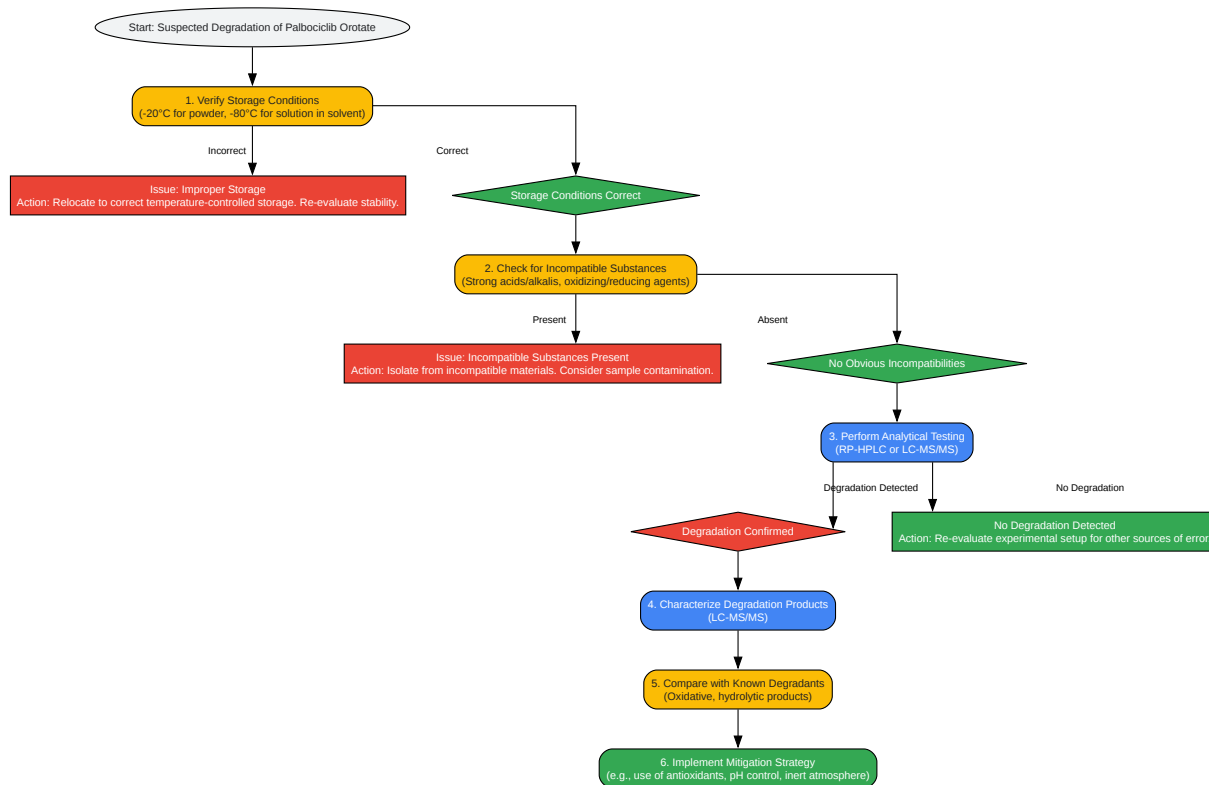 Start: Suspected Degradation of Palbociclib Orotate
1. Verify Storage Conditions
(-20°C for powder, -80°C for solution in solvent)
Incorrect
Correct
Issue: Improper Storage
Action: Relocate to correct temperature-controlled storage. Re-evaluate stability.
Storage Conditions Correct
2. Check for Incompatible Substances
(Strong acids/alkalis, oxidizing/reducing agents)
Present
Absent
Issue: Incompatible Substances Present
Action: Isolate from incompatible materials. Consider sample contamination.
No Obvious Incompatibilities
3. Perform Analytical Testing
(RP-HPLC or LC-MS/MS)
Degradation Detected
No Degradation
Degradation Confirmed
No Degradation Detected
Action: Re-evaluate experimental setup for other sources of error
4. Characterize Degradation Products
(LC-MS/MS)
5. Compare with Known Degradants
(Oxidative, hydrolytic products)
6. Implement Mitigation Strategy
(e.g., use of antioxidants, pH control, inert atmosphere)